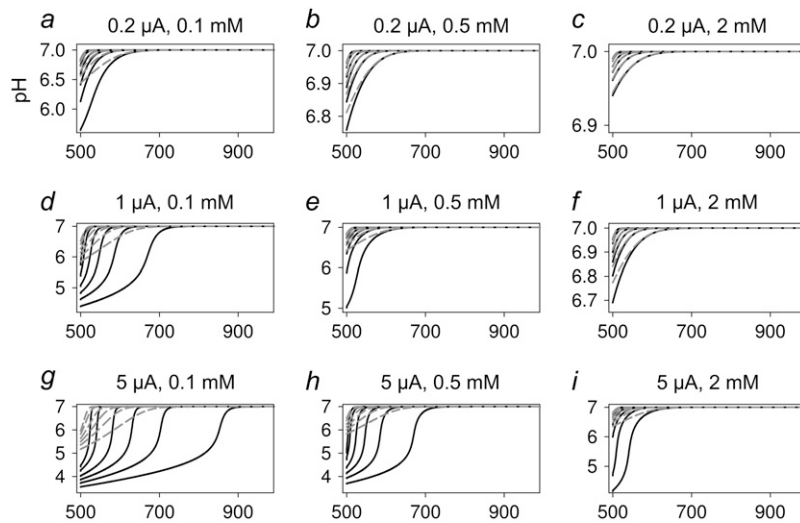 a 0.2 µA, 0.1 mM
b 0.2 µA, 0.5 mM
c 0.2 µA, 2 mM
pH
7.0
6.5
6.0
7.0
6.9
6.8
7.0
6.9
500 700 900
500 700 900
500 700 900
d 1 µA, 0.1 mM
e 1 µA, 0.5 mM
f 1 µA, 2 mM
7
6
5
7
6
5
7.0
6.9
6.8
6.7
500 700 900
500 700 900
500 700 900
g 5 µA, 0.1 mM
h 5 µA, 0.5 mM
i 5 µA, 2 mM
7
6
5
4
7
6
5
4
7
6
5
500 700 900
500 700 900
500 700 900